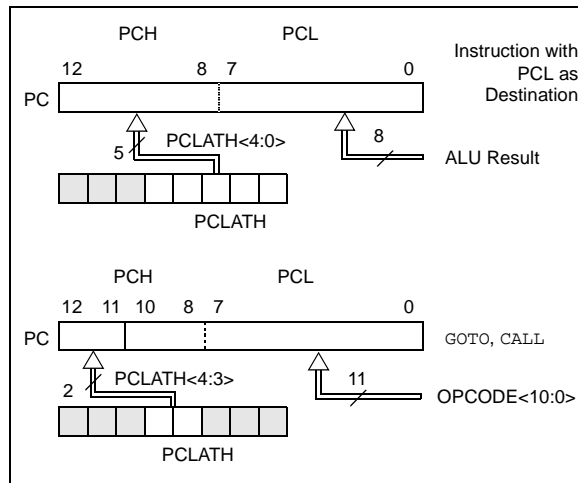 PCH PCL
12 8 7 0
Instruction with
PCL as
Destination
PC
5 PCLATH<4:0> 8
ALU Result
PCLATH
PCH PCL
12 11 10 8 7 0
PC
GOTO, CALL
2 PCLATH<4:3> 11
OPCODE<10:0>
PCLATH